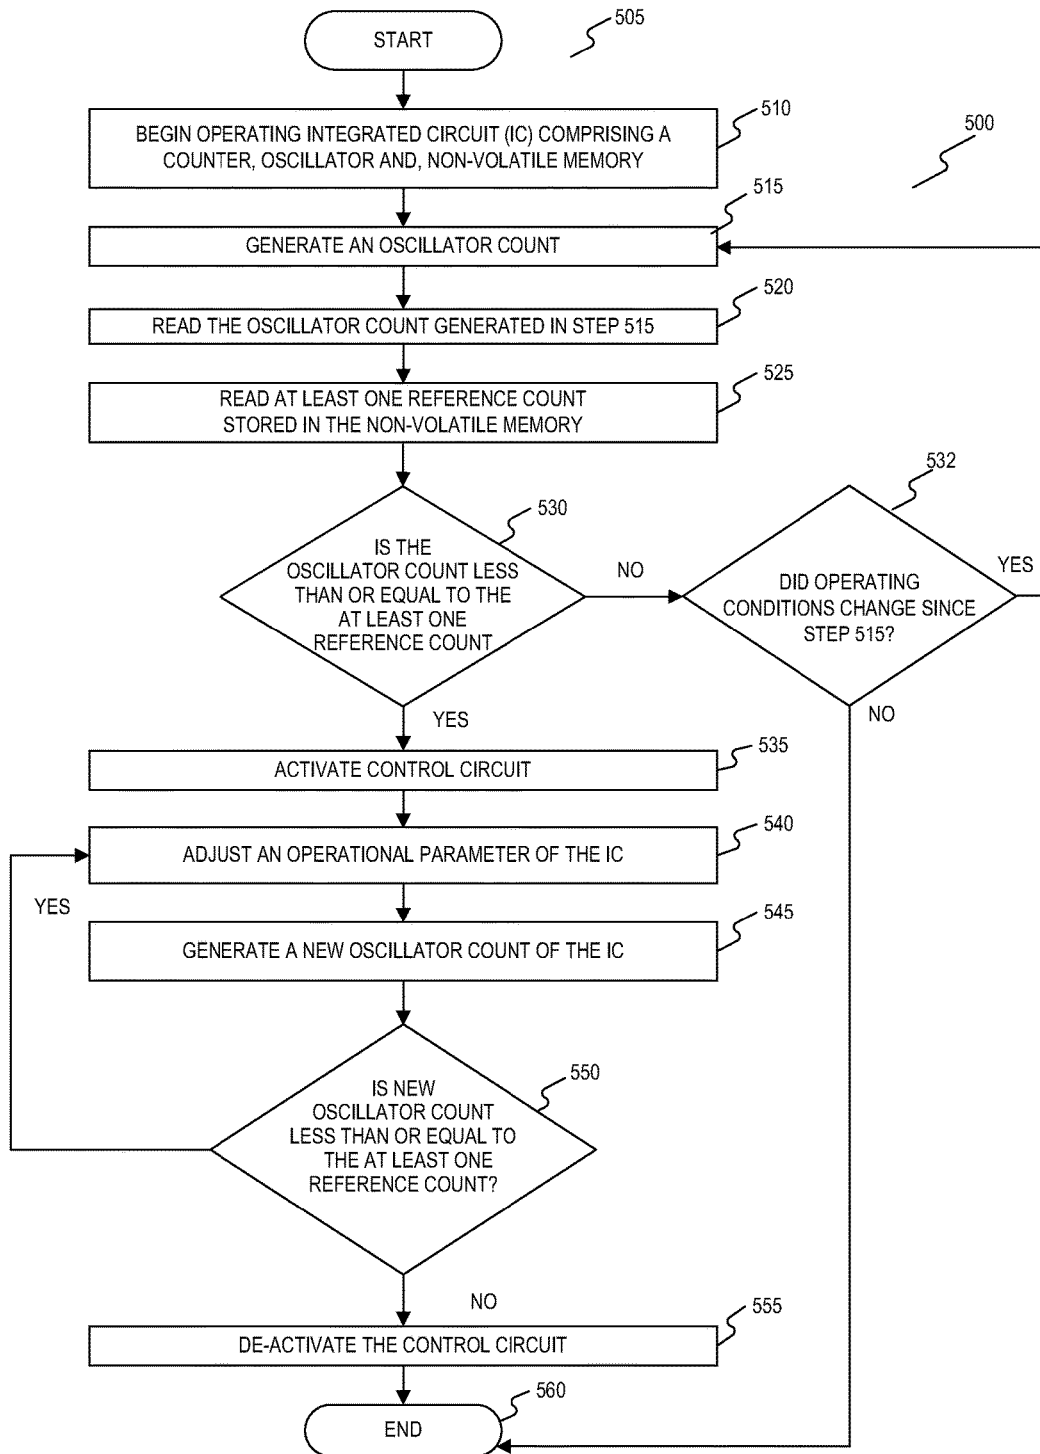 START
505
BEGIN OPERATING INTEGRATED CIRCUIT (IC) COMPRISING A
COUNTER, OSCILLATOR AND, NON-VOLATILE MEMORY
510
500
515
GENERATE AN OSCILLATOR COUNT
520
READ THE OSCILLATOR COUNT GENERATED IN STEP 515
525
READ AT LEAST ONE REFERENCE COUNT
STORED IN THE NON-VOLATILE MEMORY
530
IS THE
OSCILLATOR COUNT LESS
THAN OR EQUAL TO THE
AT LEAST ONE
REFERENCE COUNT
NO
532
DID OPERATING
CONDITIONS CHANGE SINCE
STEP 515?
YES
NO
YES
535
ACTIVATE CONTROL CIRCUIT
540
ADJUST AN OPERATIONAL PARAMETER OF THE IC
YES
545
GENERATE A NEW OSCILLATOR COUNT OF THE IC
550
IS NEW
OSCILLATOR COUNT
LESS THAN OR EQUAL TO
THE AT LEAST ONE
REFERENCE COUNT?
NO
555
DE-ACTIVATE THE CONTROL CIRCUIT
560
END